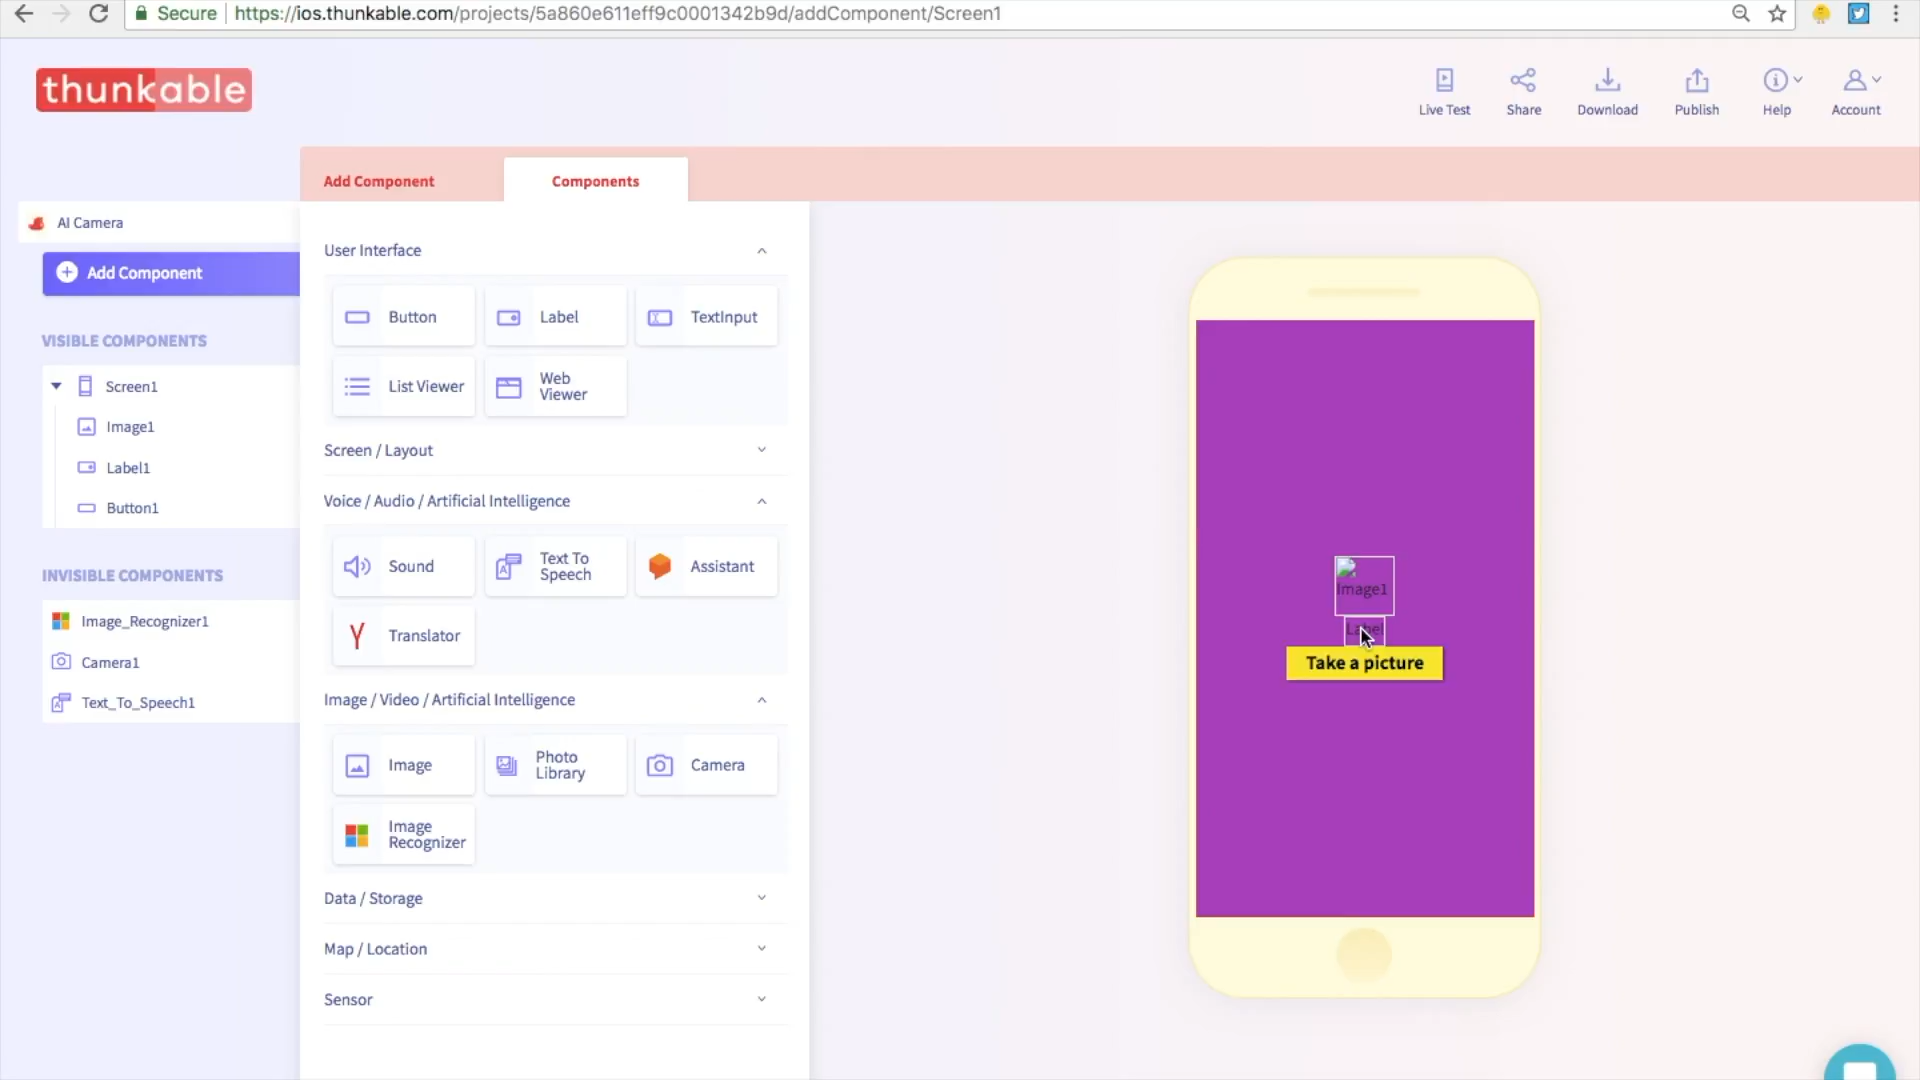 Secure
https://ios.thunkable.com/projects/5a860e611eff9c0001342b9d/addComponent/Screen1
thunkable
Live Test
Share
Download
Publish
Help
Account
Add Component
Components
AI Camera
Add Component
VISIBLE COMPONENTS
Screen1
Image1
Label1
Button1
INVISIBLE COMPONENTS
Image_Recognizer1
Camera1
Text_To_Speech1
User Interface
Button
Label
TextInput
List Viewer
Web
Viewer
Screen / Layout
Voice / Audio / Artificial Intelligence
Sound
Text To
Speech
Assistant
Translator
Image / Video / Artificial Intelligence
Image
Photo
Library
Camera
Image
Recognizer
Data / Storage
Map / Location
Sensor
Image1
Label
Take a picture